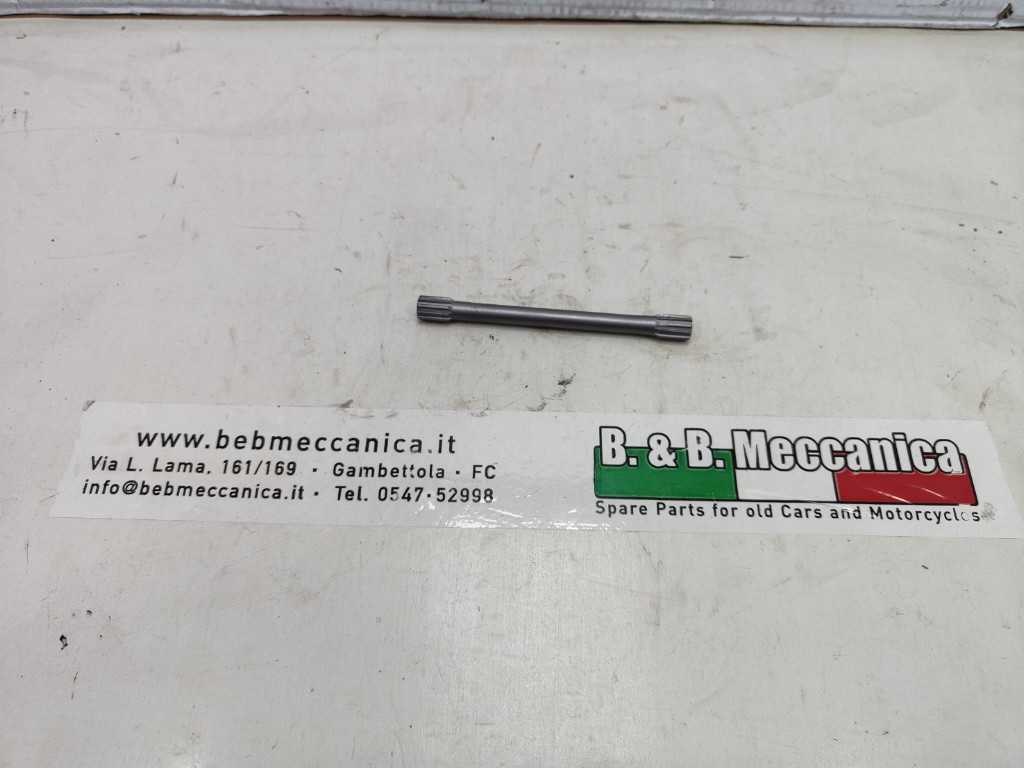 www.bebmeccanica.it
Via L. Lama, 161/169 · Gambettola · FC
info@bebmeccanica.it · Tel. 0547·52998
B. & B. Meccanica
Spare Parts for old Cars and Motorcycles